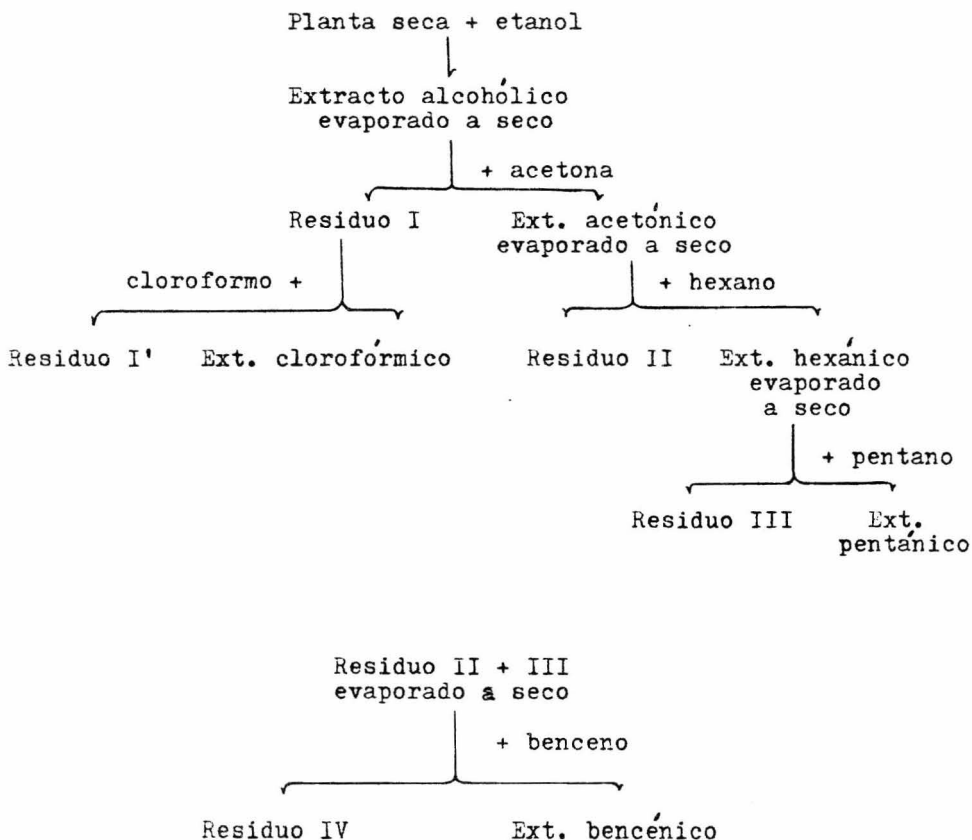 Planta seca + etanol
Extracto alcohólico
evaporado a seco
+ acetona
Residuo I
Ext. acetónico
evaporado a seco
cloroformo +
+ hexano
Residuo I'
Ext. clorofórmico
Residuo II
Ext. hexánico
evaporado
a seco
+ pentano
Residuo III
Ext.
pentánico
Residuo II + III
evaporado a seco
+ benceno
Residuo IV
Ext. bencénico